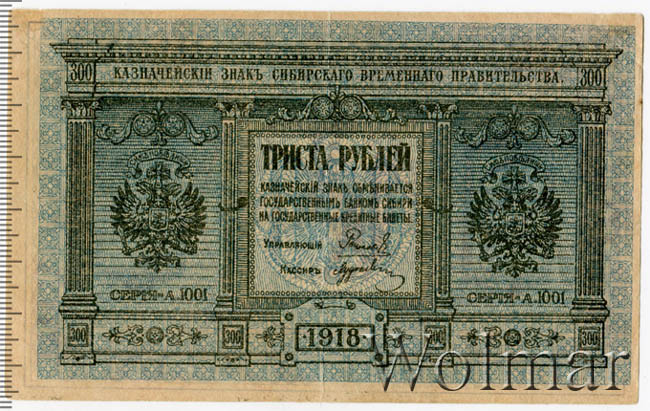 300 КАЗНАЧЕЙСКІЙ ЗНАКЪ СИБИРСКАГО ВРЕМЕННАГО ПРАВИТЕЛЬСТВА. 300
ТРИСТА РУБЛЕЙ
КАЗНАЧЕЙСКІЙ ЗНАКЪ ОБМѢНИВАЕТСЯ
ГОСУДАРСТВЕННЫМЪ БАНКОМЪ СИБИРИ
НА ГОСУДАРСТВЕННЫЕ КРЕДИТНЫЕ БИЛЕТЫ.
УПРАВЛЯЮЩІЙ
КАССИРЪ
СЕРІЯ-А.1001 СЕРІЯ-А.1001
300 300 1918 300 300
Wolmar